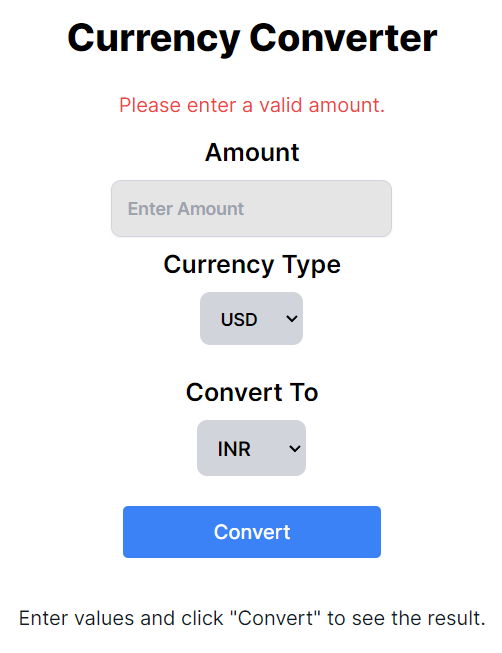 Currency Converter
Please enter a valid amount.
Amount
Enter Amount
Currency Type
USD
Convert To
INR
Convert
Enter values and click "Convert" to see the result.